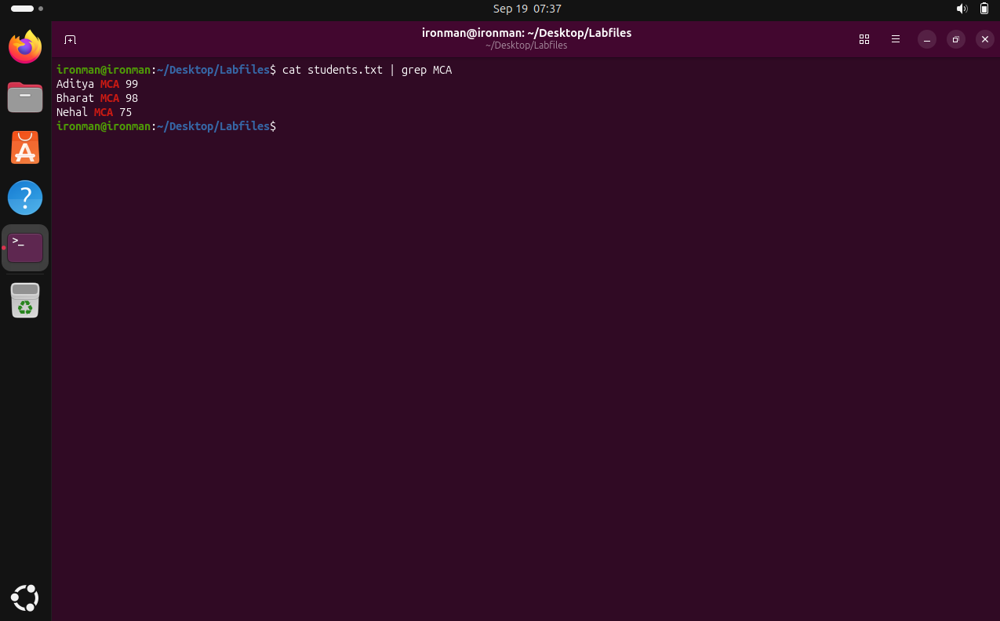 Sep 19 07:37
ironman@ironman: ~/Desktop/Labfiles
~/Desktop/Labfiles
ironman@ironman:~/Desktop/Labfiles$ cat students.txt | grep MCA
Aditya MCA 99
Bharat MCA 98
Nehal MCA 75
ironman@ironman:~/Desktop/Labfiles$